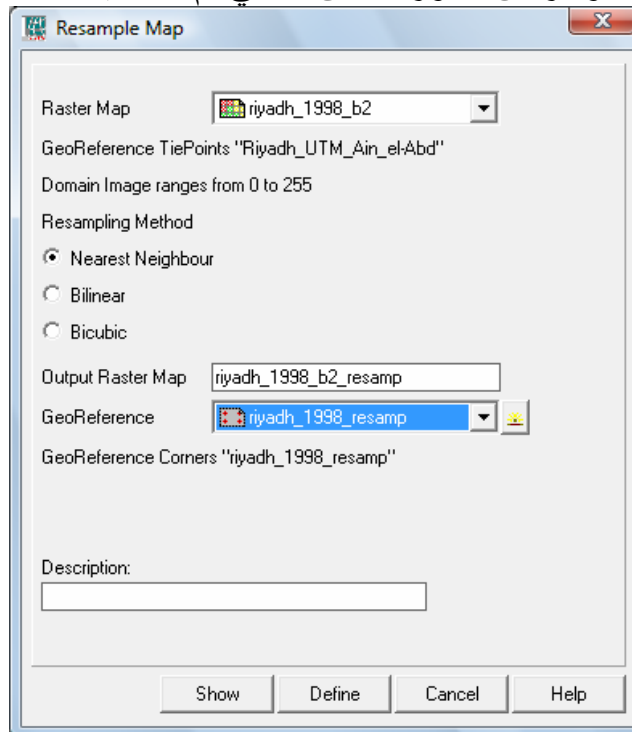 Resample Map
Raster Map riyadh_1998_b2
GeoReference TiePoints "Riyadh_UTM_Ain_el-Abd"
Domain Image ranges from 0 to 255
Resampling Method
Nearest Neighbour
Bilinear
Bicubic
Output Raster Map riyadh_1998_b2_resamp
GeoReference riyadh_1998_resamp
GeoReference Corners "riyadh_1998_resamp"
Description:
Show Define Cancel Help